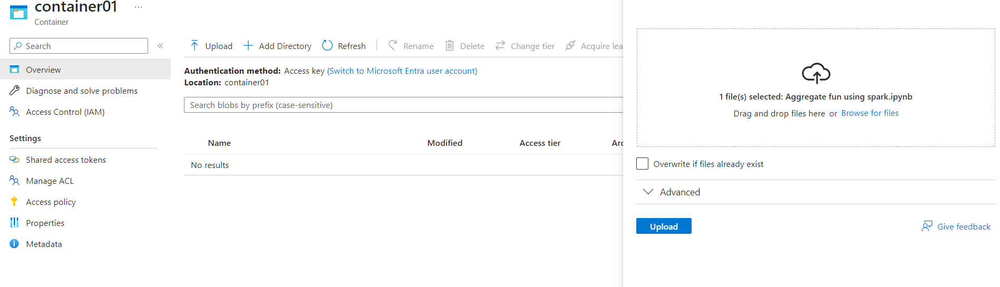 container01 ...
Container
Search «
Overview
Diagnose and solve problems
Access Control (IAM)
Settings
Shared access tokens
Manage ACL
Access policy
Properties
Metadata
Upload Add Directory Refresh Rename Delete Change tier Acquire lea
Authentication method: Access key (Switch to Microsoft Entra user account)
Location: container01
Search blobs by prefix (case-sensitive)
Name Modified Access tier Arc
No results
1 file(s) selected: Aggregate fun using spark.ipynb
Drag and drop files here or Browse for files
Overwrite if files already exist
Advanced
Upload
Give feedback